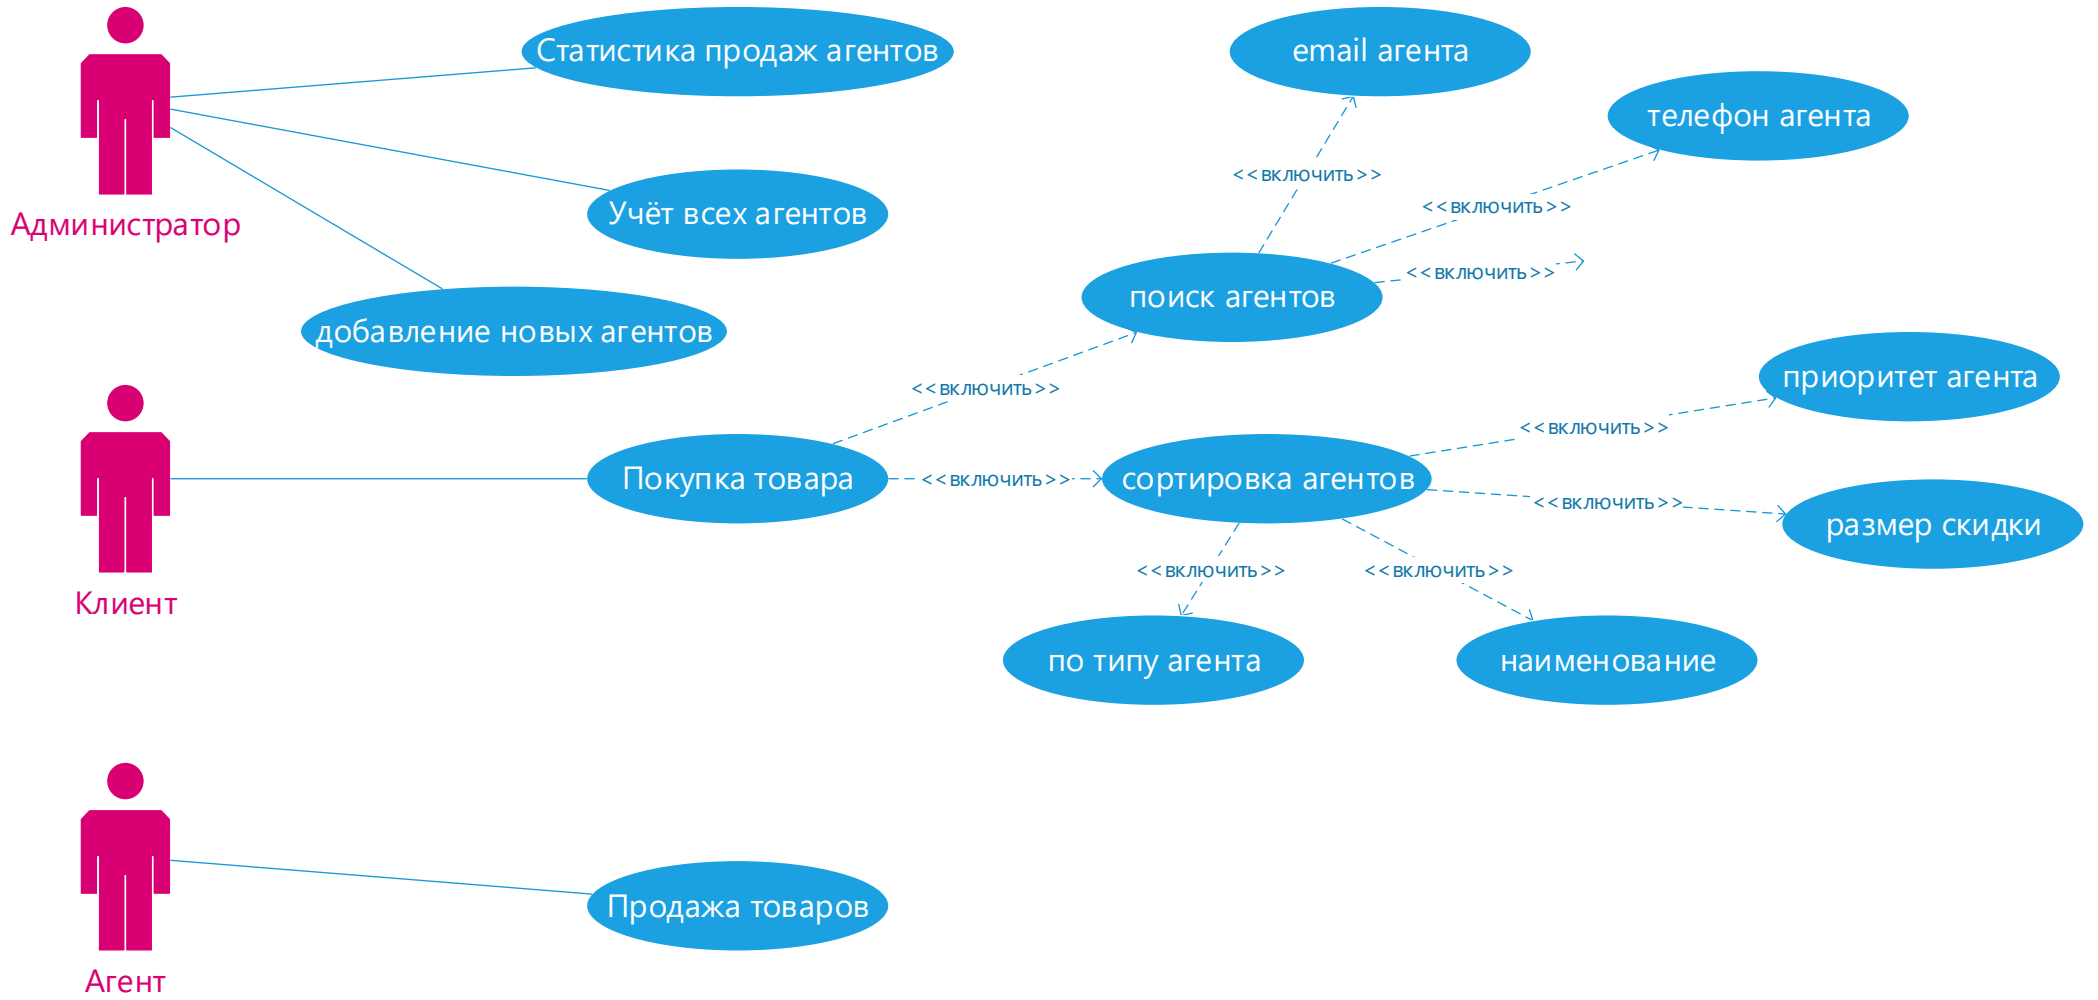 Статистика продаж агентов
email агента
телефон агента
<<включить>>
<<включить>>
Учёт всех агентов
Администратор
<<включить>>
поиск агентов
добавление новых агентов
<<включить>>
приоритет агента
<<включить>>
Покупка товара
<<включить>>
сортировка агентов
<<включить>>
размер скидки
<<включить>>
<<включить>>
Клиент
по типу агента
наименование
Продажа товаров
Агент